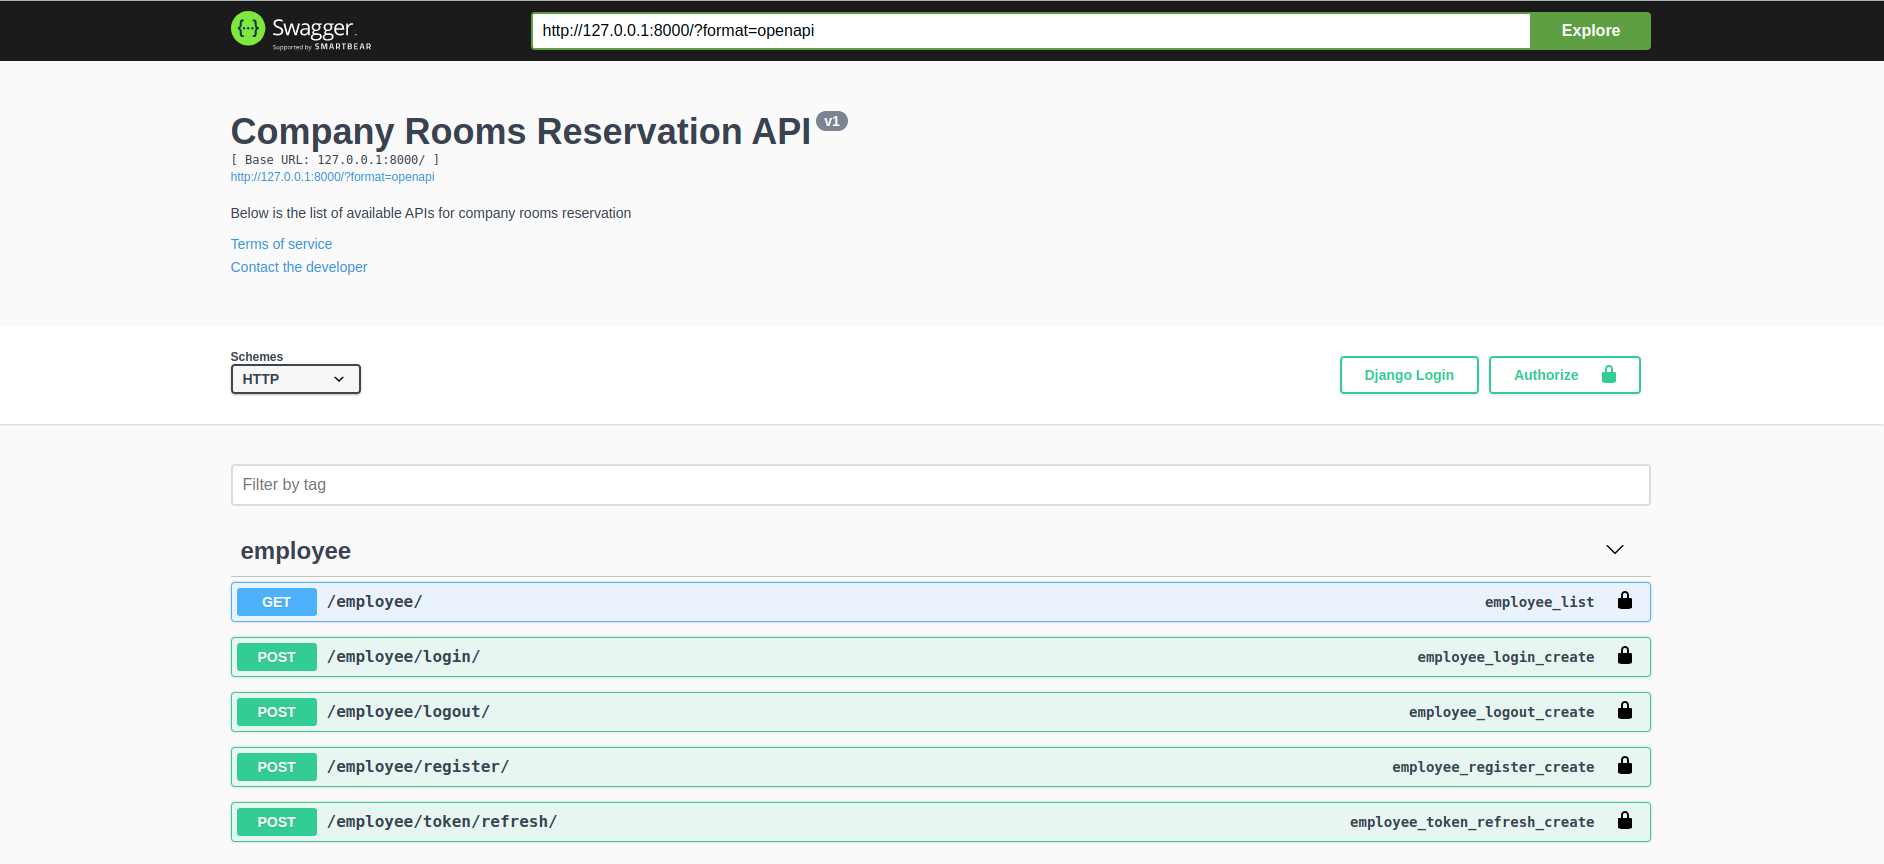 Swagger
Supported by SMARTBEAR
http://127.0.0.1:8000/?format=openapi
Explore
Company Rooms Reservation API v1
[ Base URL: 127.0.0.1:8000/ ]
http://127.0.0.1:8000/?format=openapi
Below is the list of available APIs for company rooms reservation
Terms of service
Contact the developer
Schemes
HTTP
Django Login
Authorize
Filter by tag
employee
GET /employee/ employee_list
POST /employee/login/ employee_login_create
POST /employee/logout/ employee_logout_create
POST /employee/register/ employee_register_create
POST /employee/token/refresh/ employee_token_refresh_create